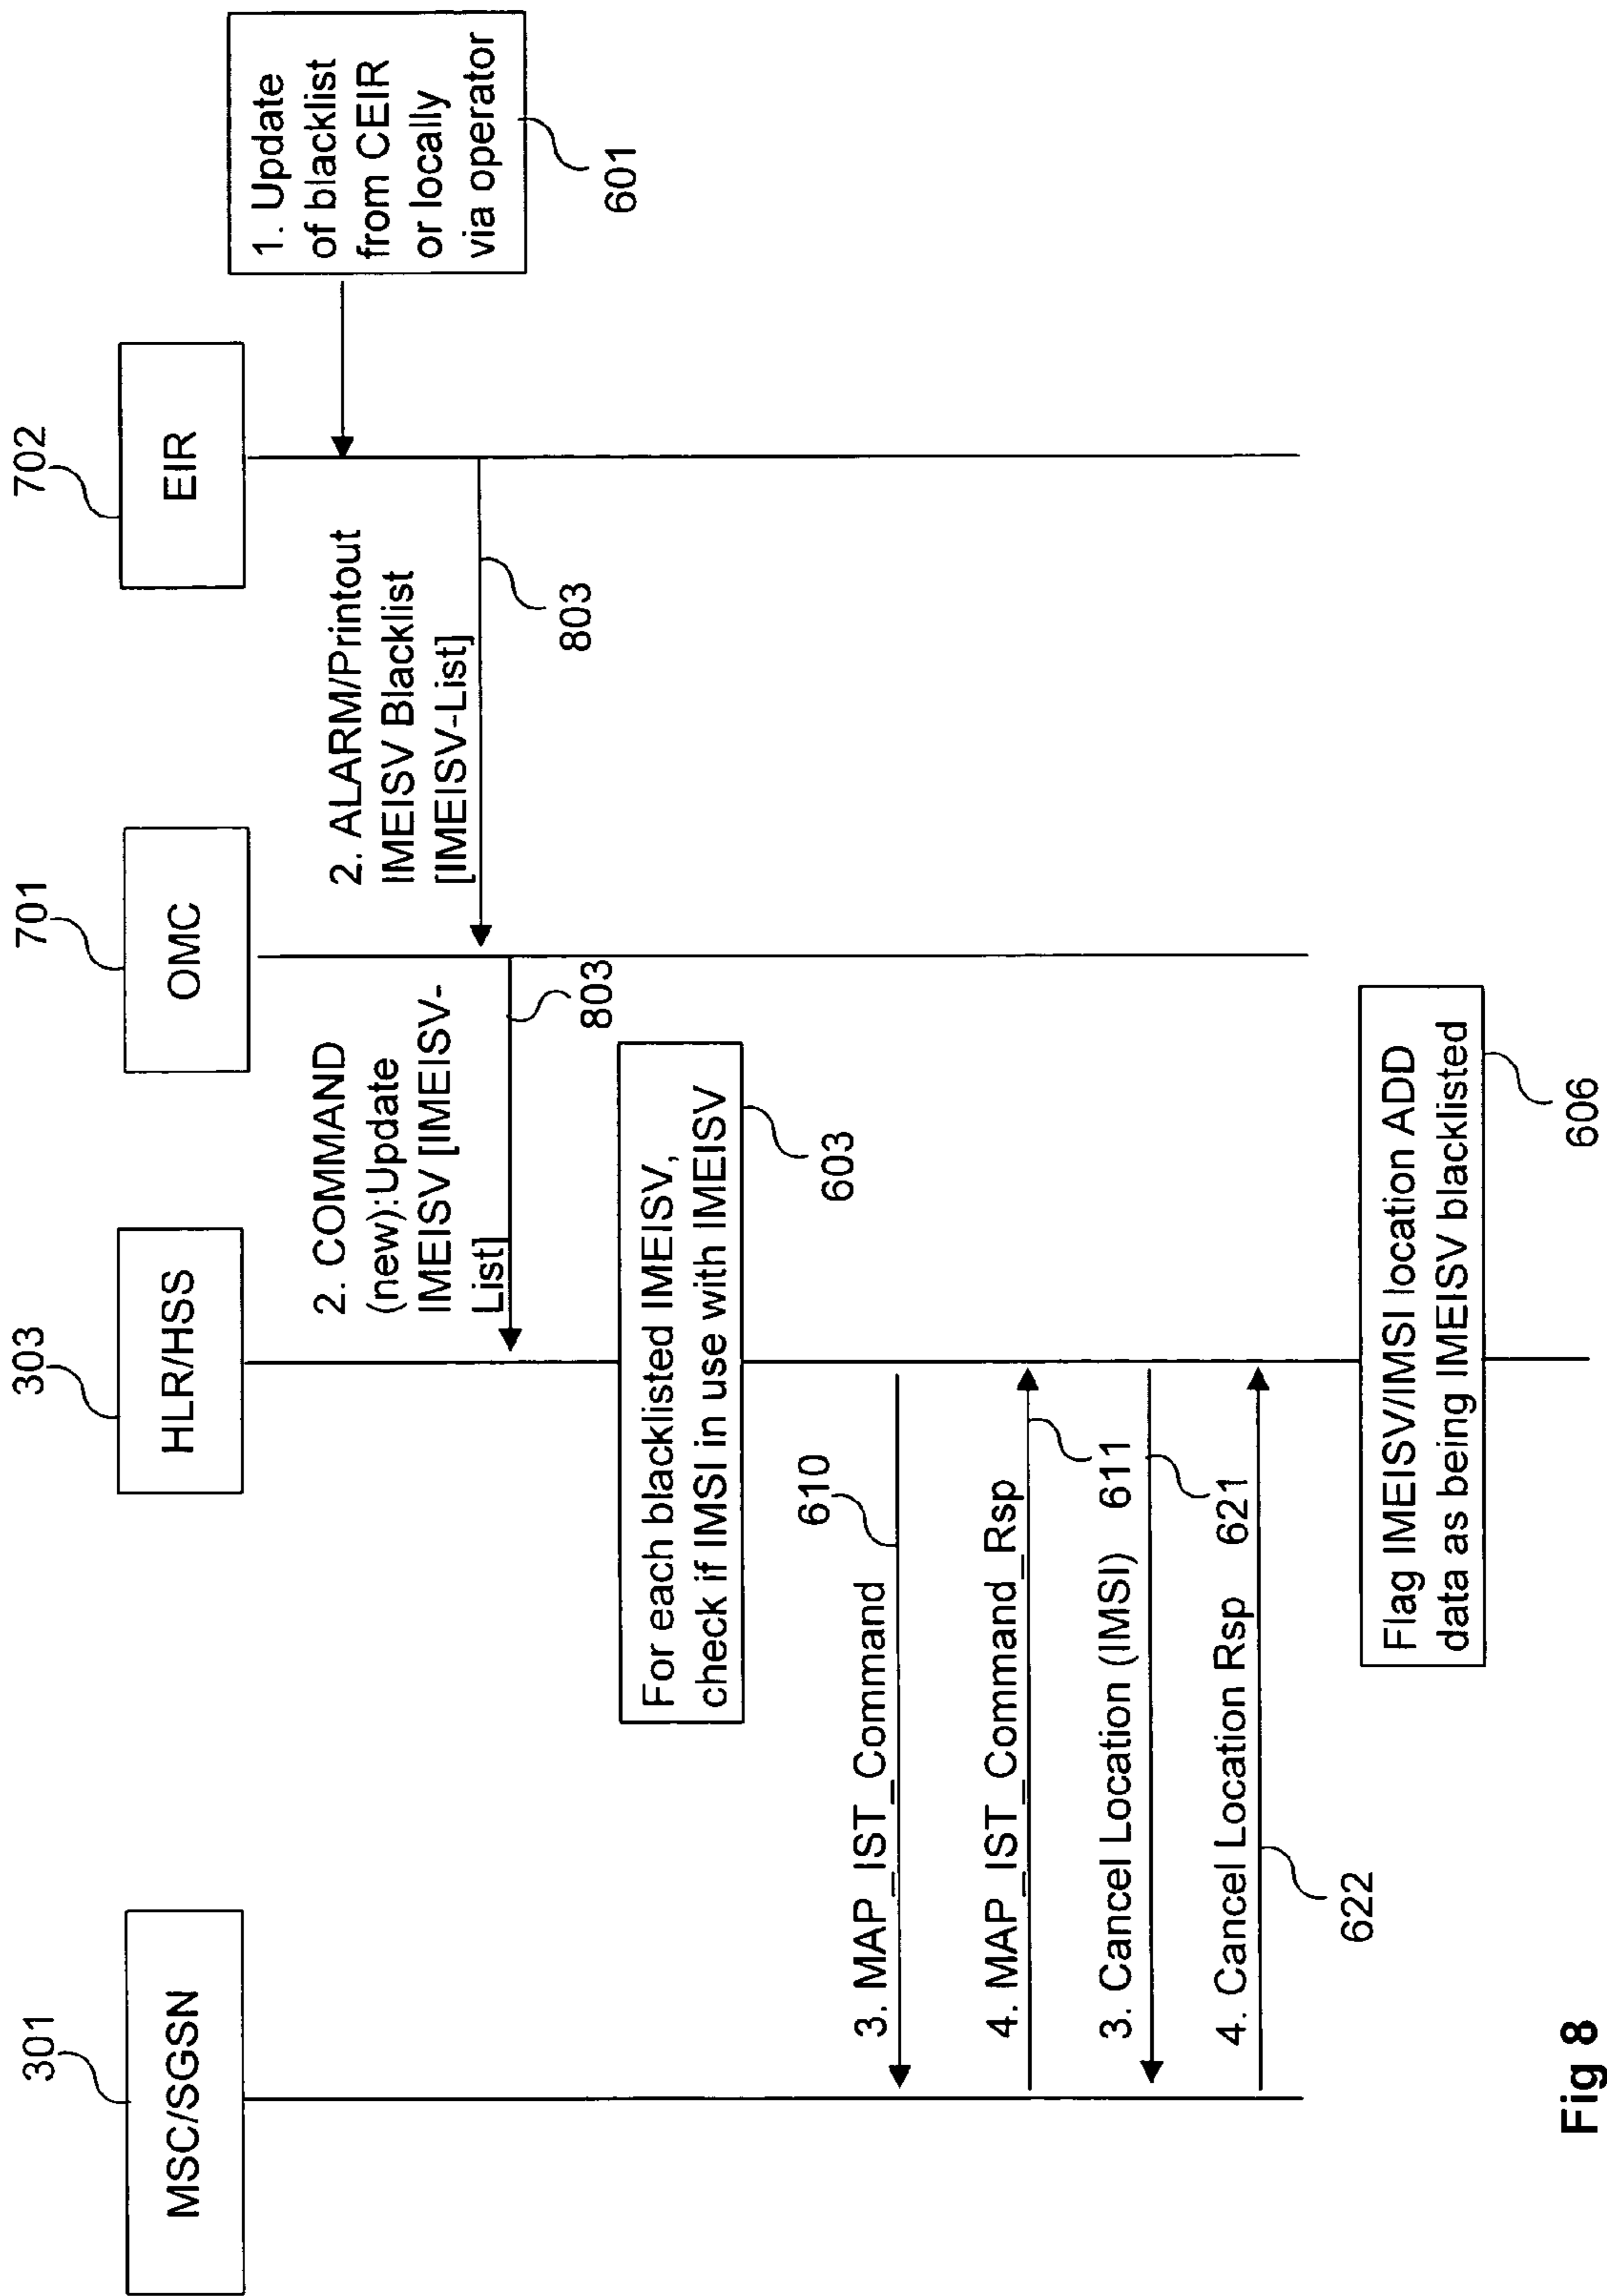 301
MSC/SGSN
303
HLR/HSS
701
OMC
702
EIR
1. Update
of blacklist
from CEIR
or locally
via operator
601
2. ALARM/Printout
IMEISV Blacklist
[IMEISV-List]
803
2. COMMAND
(new):Update
IMEISV [IMEISV-
List]
803
For each blacklisted IMEISV,
check if IMSI in use with IMEISV
603
3. MAP_IST_Command
610
4. MAP_IST_Command_Rsp
611
3. Cancel Location (IMSI)
621
4. Cancel Location Rsp
622
Flag IMEISV/IMSI location ADD
data as being IMEISV blacklisted
606
Fig 8